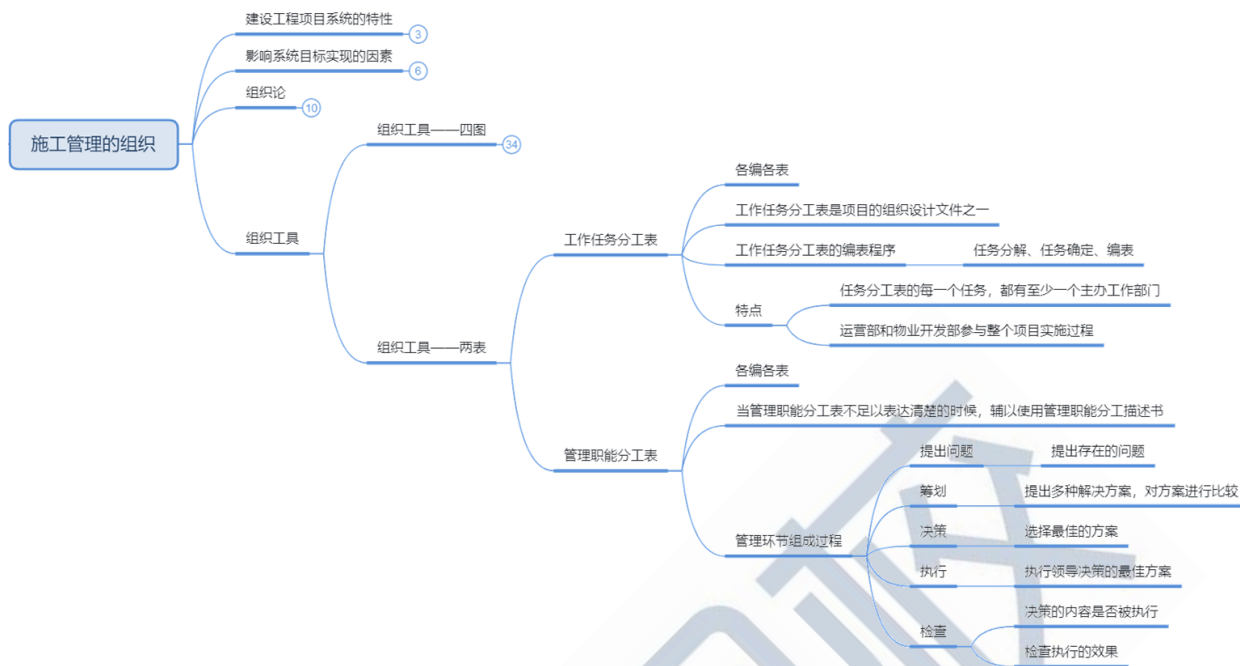 施工管理的组织
建设工程项目系统的特性
3
影响系统目标实现的因素
6
组织论
10
组织工具
组织工具——四图
34
组织工具——两表
工作任务分工表
各编各表
工作任务分工表是项目的组织设计文件之一
工作任务分工表的编表程序
任务分解、任务确定、编表
特点
任务分工表的每一个任务，都有至少一个主办工作部门
运营部和物业开发部参与整个项目实施过程
管理职能分工表
各编各表
当管理职能分工表不足以表达清楚的时候，辅以使用管理职能分工描述书
管理环节组成过程
提出问题
提出存在的问题
筹划
提出多种解决方案，对方案进行比较
决策
选择最佳的方案
执行
执行领导决策的最佳方案
检查
决策的内容是否被执行
检查执行的效果